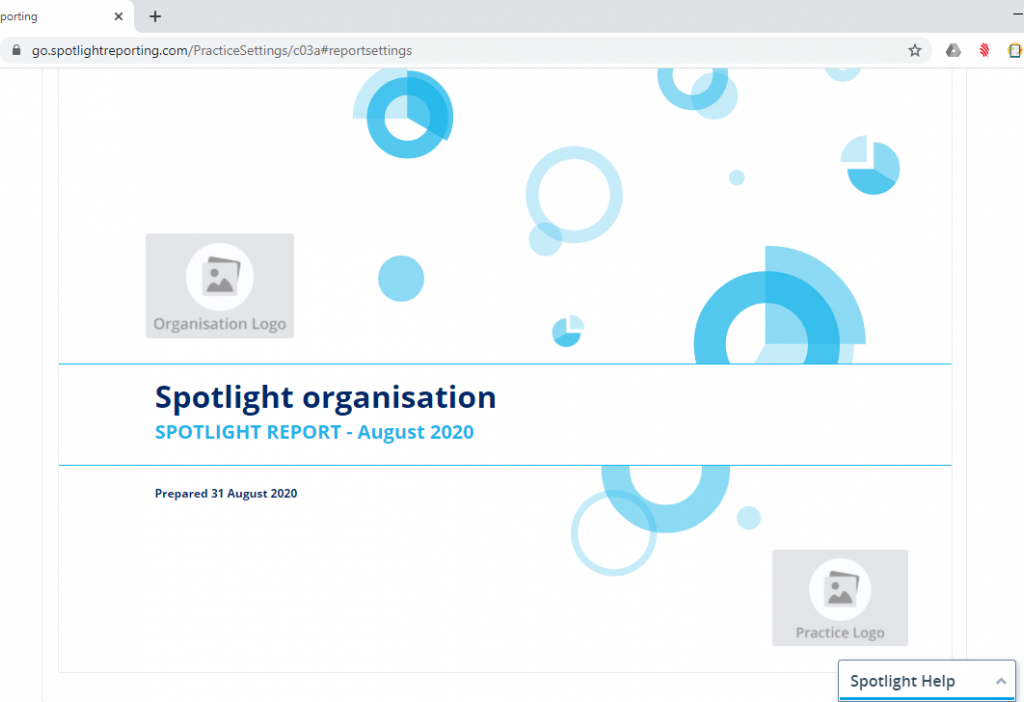 porting
go.spotlightreporting.com/PracticeSettings/c03a#reportsettings
Organisation Logo
Spotlight organisation
SPOTLIGHT REPORT - August 2020
Prepared 31 August 2020
Practice Logo
Spotlight Help